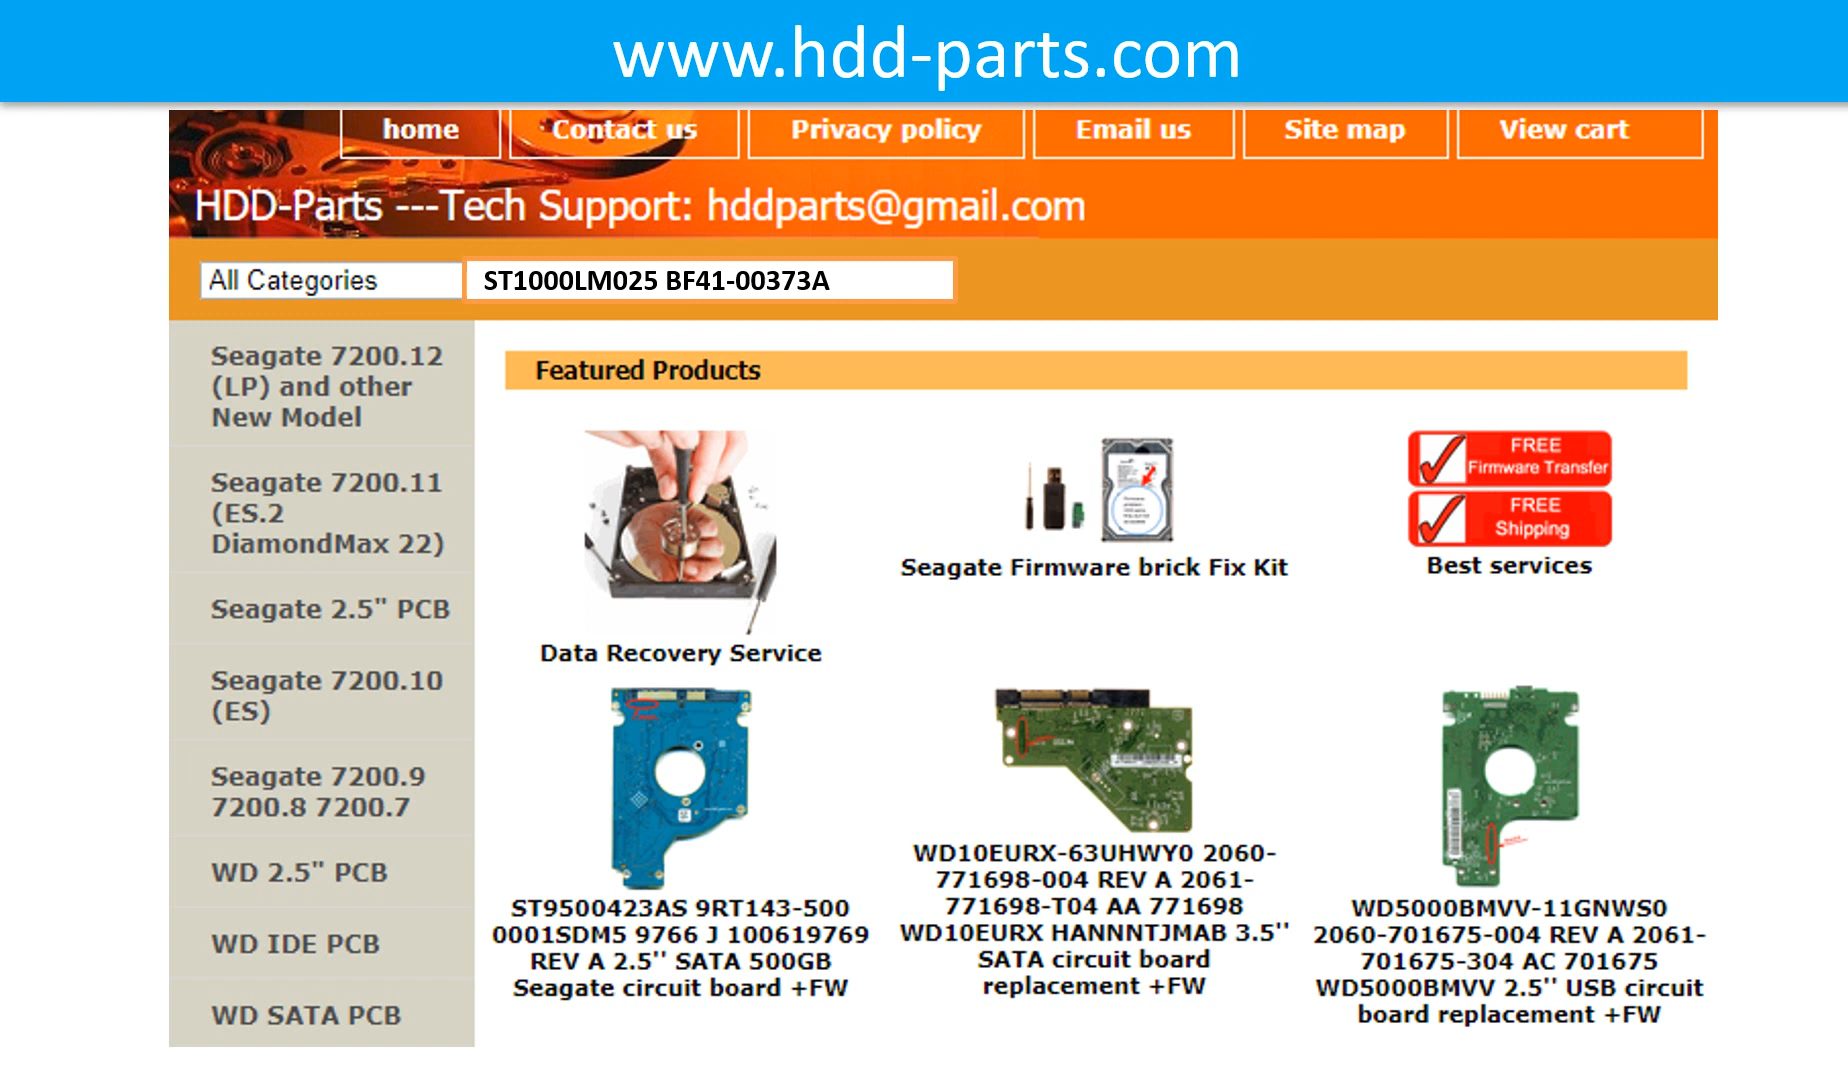 www.hdd-parts.com
home
Contact us
Privacy policy
Email us
Site map
View cart
HDD-Parts ---Tech Support: hddparts@gmail.com
All Categories
ST1000LM025 BF41-00373A
Seagate 7200.12
(LP) and other
New Model
Seagate 7200.11
(ES.2
DiamondMax 22)
Seagate 2.5" PCB
Seagate 7200.10
(ES)
Seagate 7200.9
7200.8 7200.7
WD 2.5" PCB
WD IDE PCB
WD SATA PCB
Featured Products
Data Recovery Service
Seagate Firmware brick Fix Kit
FREE
Firmware Transfer
FREE
Shipping
Best services
ST9500423AS 9RT143-500
0001SDM5 9766 J 100619769
REV A 2.5'' SATA 500GB
Seagate circuit board +FW
WD10EURX-63UHWY0 2060-
771698-004 REV A 2061-
771698-T04 AA 771698
WD10EURX HANNNTJMAB 3.5''
SATA circuit board
replacement +FW
WD5000BMVV-11GNWS0
2060-701675-004 REV A 2061-
701675-304 AC 701675
WD5000BMVV 2.5'' USB circuit
board replacement +FW